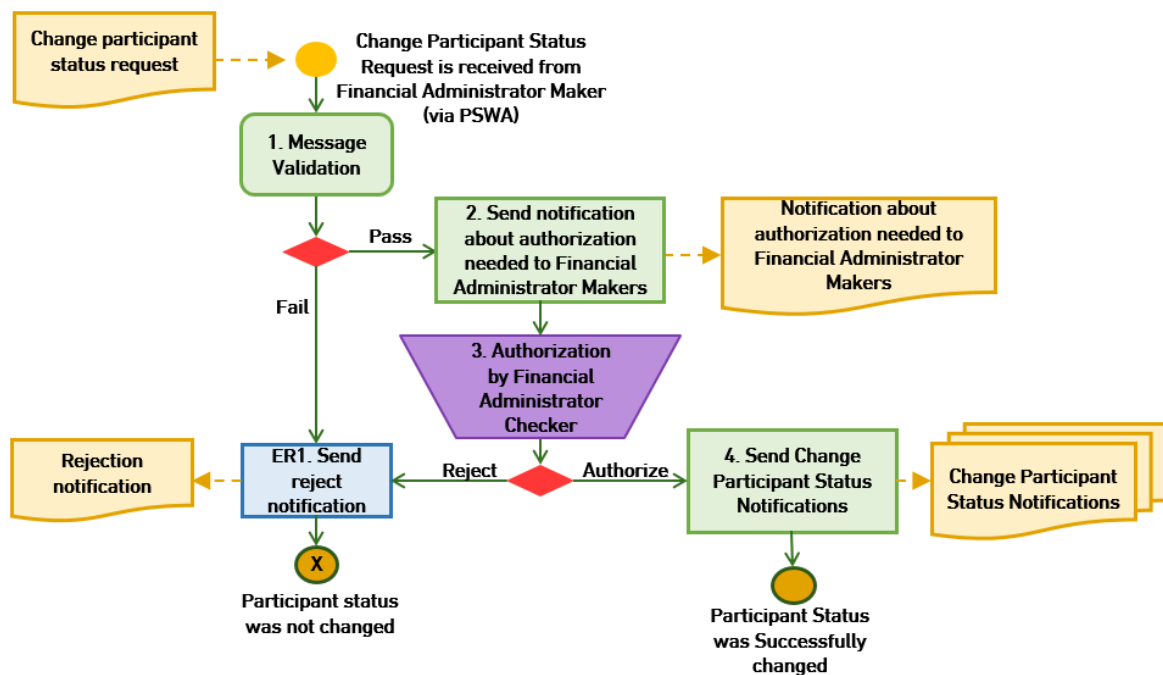 Change participant
status request
Change Participant Status
Request is received from
Financial Administrator Maker
(via PSWA)
1. Message
Validation
Pass
Fail
2. Send notification
about authorization
needed to Financial
Administrator Makers
Notification about
authorization needed to
Financial Administrator
Makers
3. Authorization
by Financial
Administrator
Checker
Reject
Authorize
ER1. Send
reject
notification
Rejection
notification
4. Send Change
Participant Status
Notifications
Change Participant
Status Notifications
X
Participant status
was not changed
Participant Status
was Successfully
changed